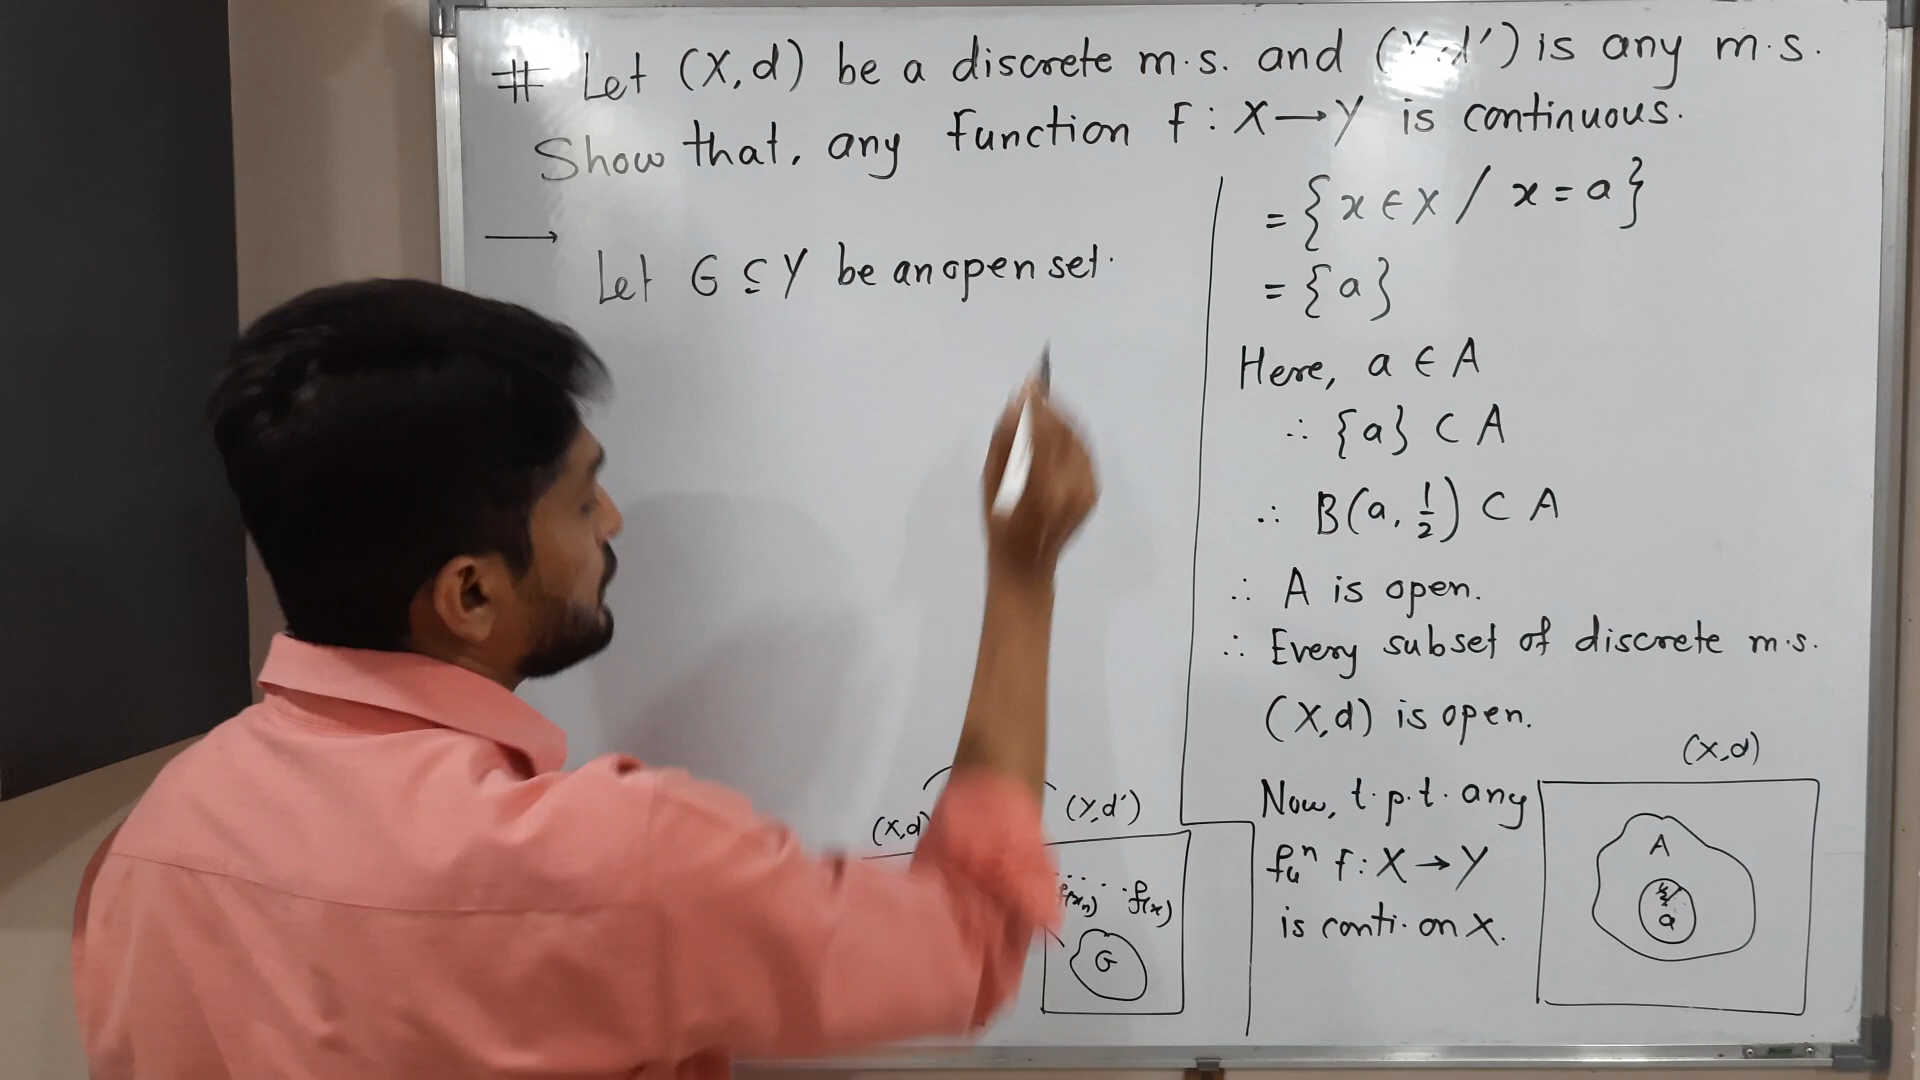 # Let (X,d) be a discrete m.s. and (Y,d') is any m.s.
Show that, any function f : X→Y is continuous.
→
Let G ⊆ Y be an open set.
(X,d)
(Y,d')
f(xₙ) f(x)
G
= {x ∈ X / x = a}
= {a}
Here, a ∈ A
∴ {a} ⊂ A
∴ B(a, 1/2) ⊂ A
∴ A is open.
∴ Every subset of discrete m.s.
(X,d) is open.
Now, t.p.t. any
fuⁿ f : X → Y
is conti. on X.
(X,d)
A
a